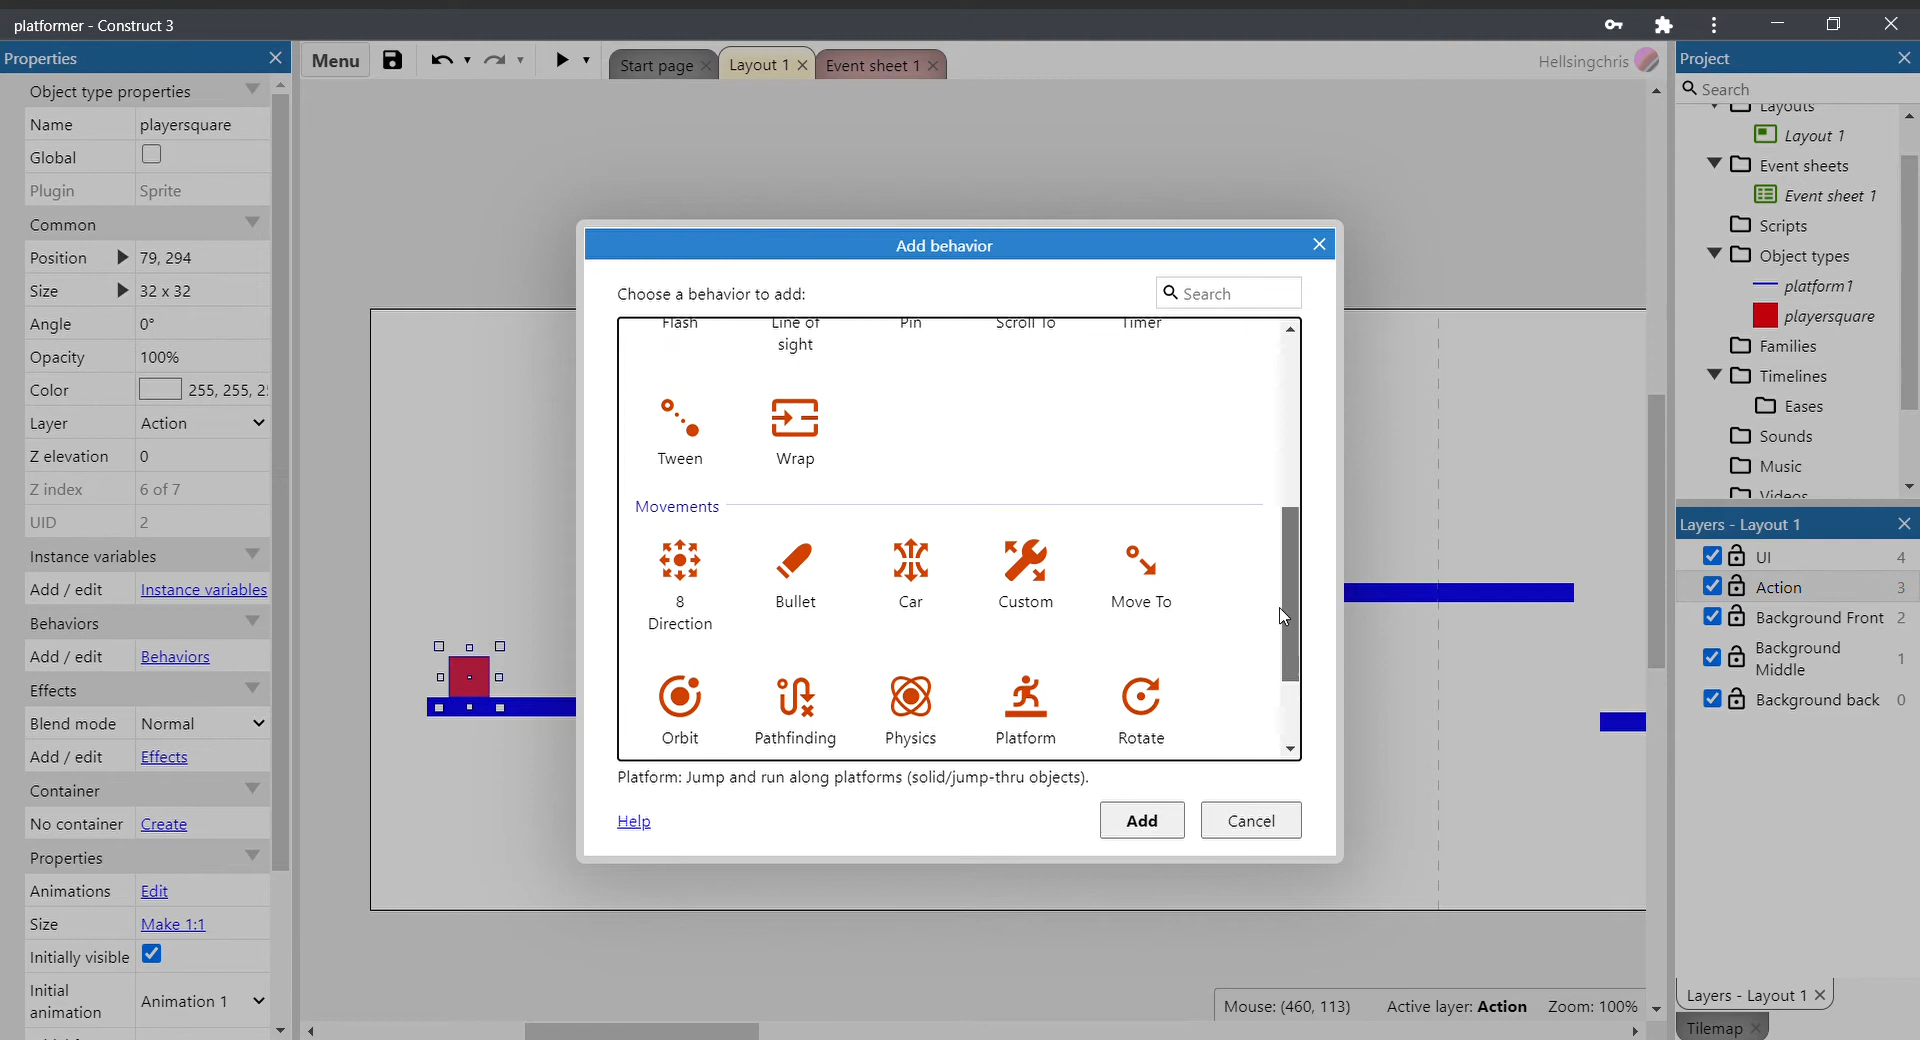 platformer - Construct 3
Properties
Object type properties
Name playersquare
Global
Plugin Sprite
Common
Position 79, 294
Size 32 x 32
Angle 0°
Opacity 100%
Color 255, 255, 2
Layer Action
Z elevation 0
Z index 6 of 7
UID 2
Instance variables
Add / edit Instance variables
Behaviors
Add / edit Behaviors
Effects
Blend mode Normal
Add / edit Effects
Container
No container Create
Properties
Animations Edit
Size Make 1:1
Initially visible
Initial
animation Animation 1
Menu
Start page
Layout 1
Event sheet 1
Hellsingchris
Add behavior
Choose a behavior to add:
Search
Flash Line of
sight Pin Scroll To Timer
Tween Wrap
Movements
8
Direction Bullet Car Custom Move To
Orbit Pathfinding Physics Platform Rotate
Platform: Jump and run along platforms (solid/jump-thru objects).
Help
Add
Cancel
Mouse: (460, 113) Active layer: Action Zoom: 100%
Project
Search
Layouts
Layout 1
Event sheets
Event sheet 1
Scripts
Object types
platform1
playersquare
Families
Timelines
Eases
Sounds
Music
Videos
Layers - Layout 1
UI 4
Action 3
Background Front 2
Background
Middle 1
Background back 0
Layers - Layout 1
Tilemap